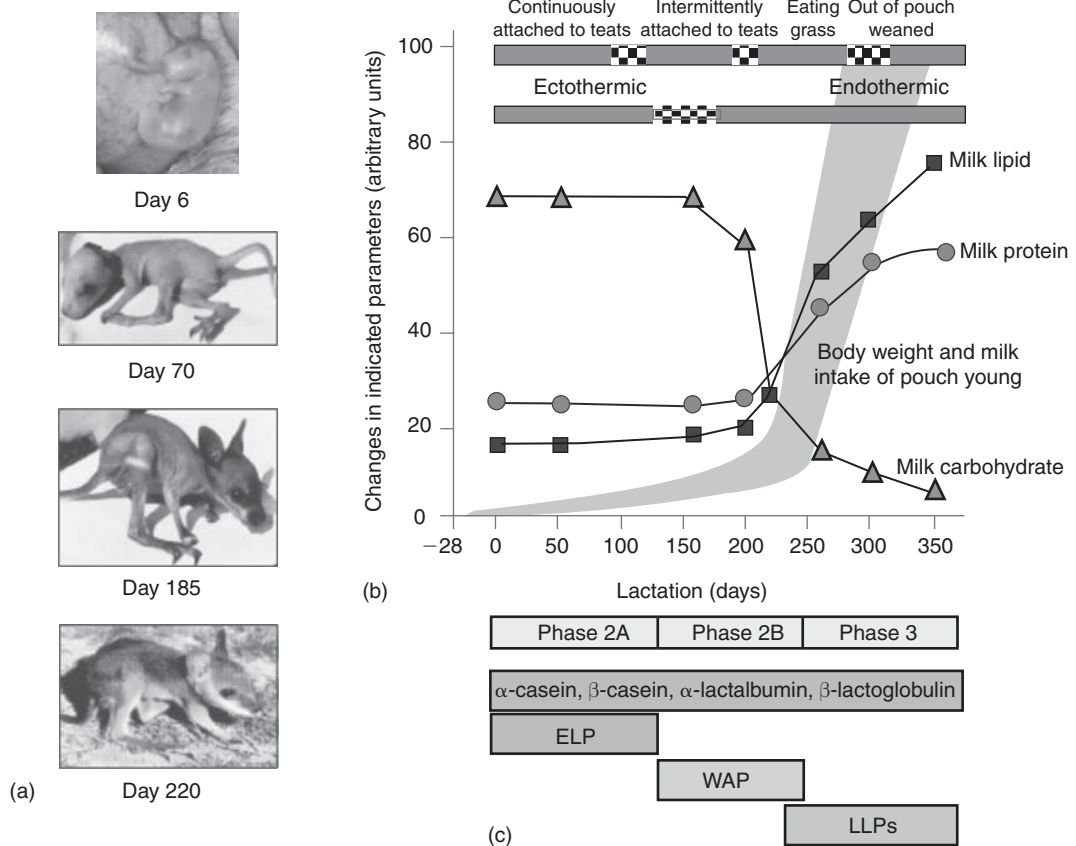 Day 6
Day 70
Day 185
Day 220
(a)
Continuously attached to teats
Intermittently attached to teats
Eating grass
Out of pouch weaned
Ectothermic
Endothermic
Changes in indicated parameters (arbitrary units)
100
80
60
40
20
0
Milk lipid
Milk protein
Body weight and milk
intake of pouch young
Milk carbohydrate
−28 0 50 100 150 200 250 300 350
Lactation (days)
(b)
Phase 2A Phase 2B Phase 3
α-casein, β-casein, α-lactalbumin, β-lactoglobulin
ELP
WAP
LLPs
(c)